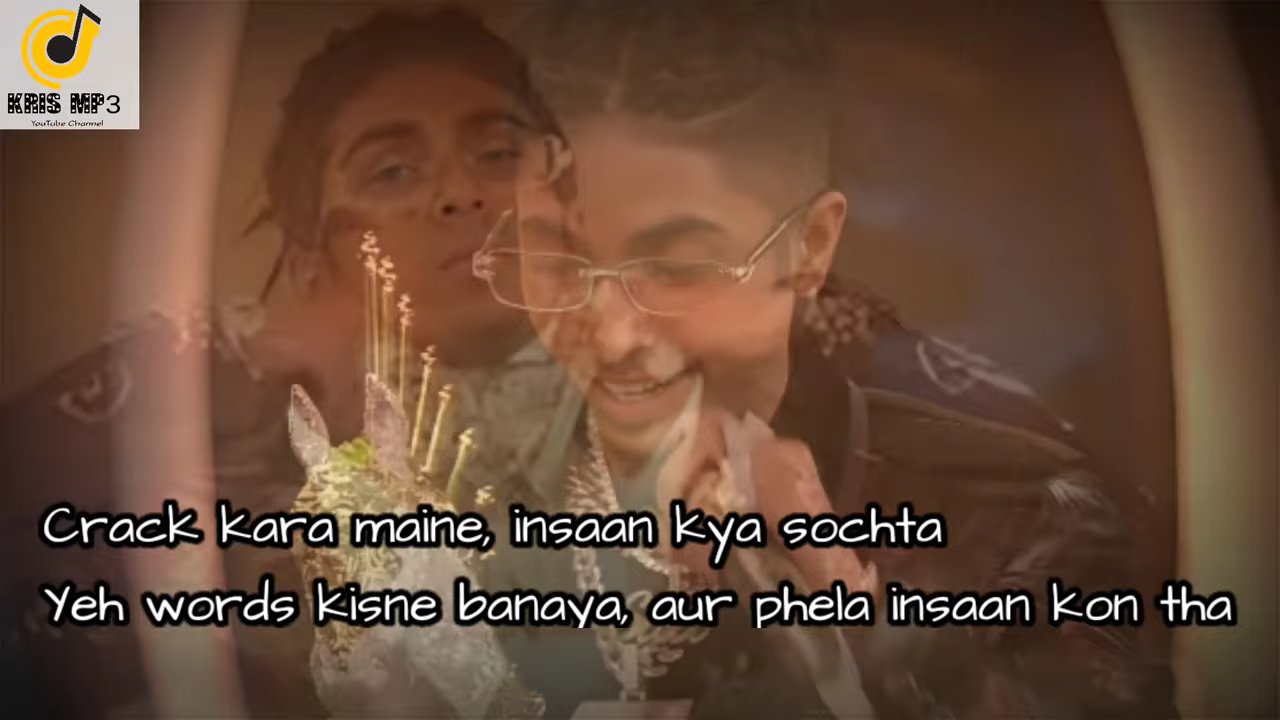 KRIS MP3
YouTube Channel
Crack kara maine, insaan kya sochta
Yeh words kisne banaya, aur phela insaan kon tha